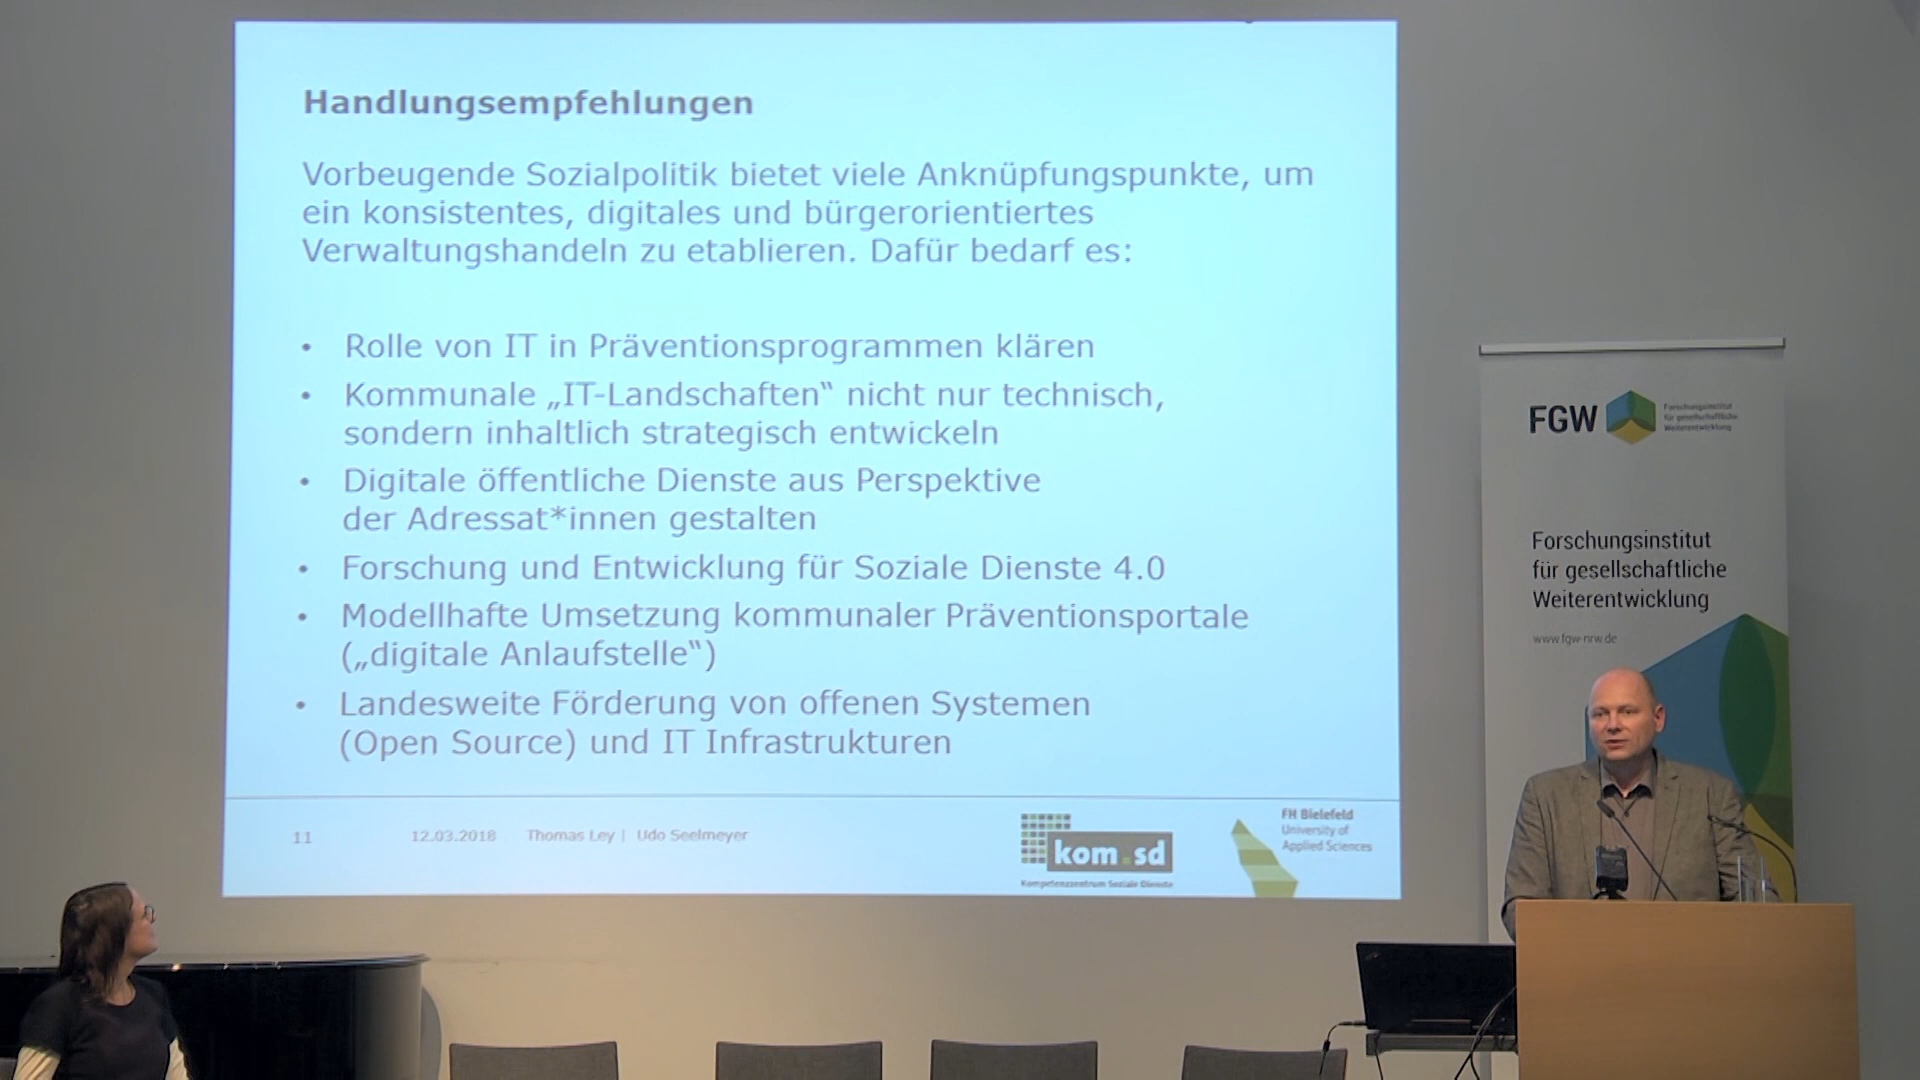 Handlungsempfehlungen
Vorbeugende Sozialpolitik bietet viele Anknüpfungspunkte, um
ein konsistentes, digitales und bürgerorientiertes
Verwaltungshandeln zu etablieren. Dafür bedarf es:
• Rolle von IT in Präventionsprogrammen klären
• Kommunale „IT-Landschaften“ nicht nur technisch,
sondern inhaltlich strategisch entwickeln
• Digitale öffentliche Dienste aus Perspektive
der Adressat*innen gestalten
• Forschung und Entwicklung für Soziale Dienste 4.0
• Modellhafte Umsetzung kommunaler Präventionsportale
(„digitale Anlaufstelle“)
• Landesweite Förderung von offenen Systemen
(Open Source) und IT Infrastrukturen
11
12.03.2018 Thomas Ley | Udo Seelmeyer
kom.sd
Kompetenzzentrum Soziale Dienste
FH Bielefeld
University of
Applied Sciences
FGW
Forschungsinstitut
für gesellschaftliche
Weiterentwicklung
Forschungsinstitut
für gesellschaftliche
Weiterentwicklung
www.fgw-nrw.de